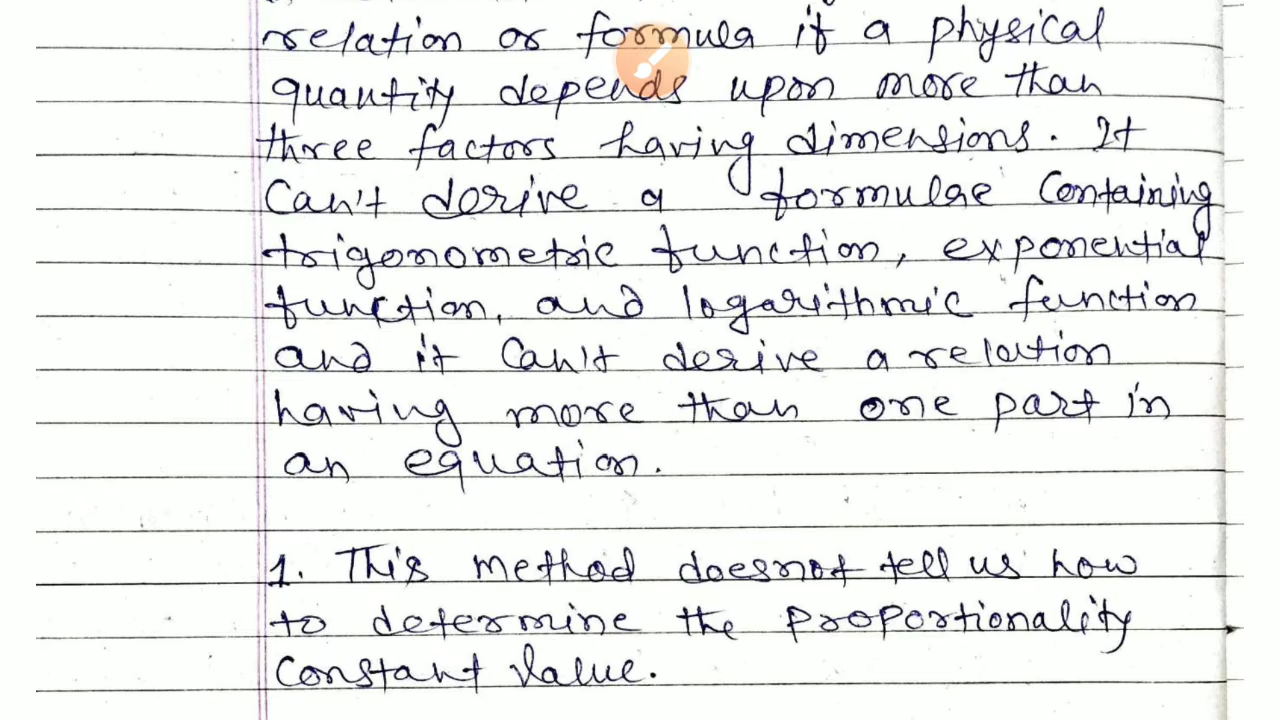 relation or formula if a physical
quantity depends upon more than
three factors having dimensions. It
Can't derive a formulae Containing
trigonometric function, exponential
function, and logarithmic function
and it Can't derive a relation
having more than one part in
an equation.
1. This method doesnot tell us how
to determine the proportionality
Constant Value.